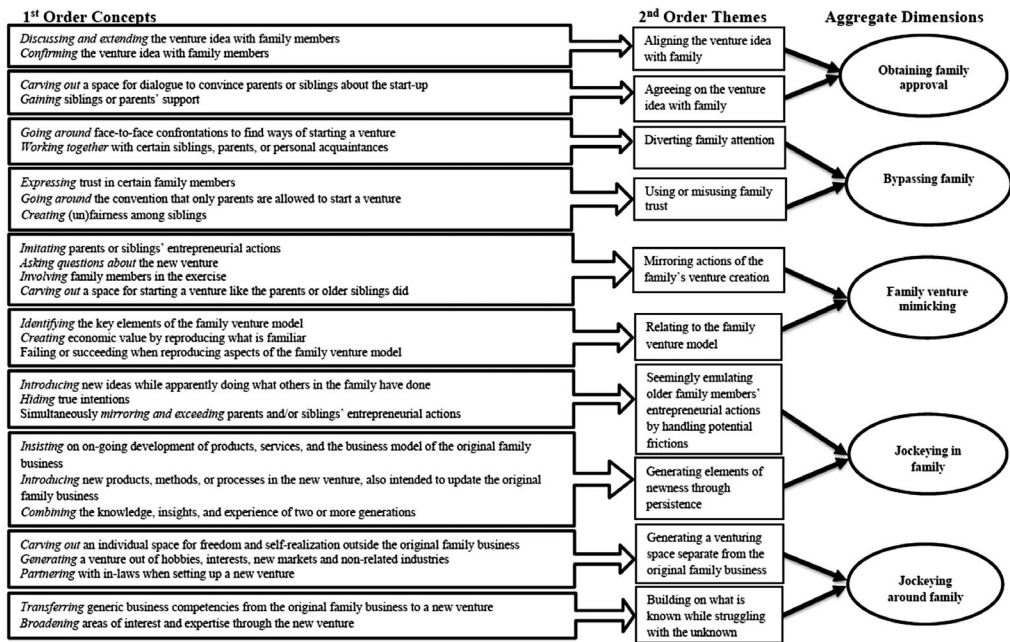 1st Order Concepts
2nd Order Themes
Aggregate Dimensions
Discussing and extending the venture idea with family members
Confirming the venture idea with family members
Aligning the venture idea
with family
Carving out a space for dialogue to convince parents or siblings about the start-up
Gaining siblings or parents' support
Agreeing on the venture
idea with family
Obtaining family
approval
Going around face-to-face confrontations to find ways of starting a venture
Working together with certain siblings, parents, or personal acquaintances
Diverting family attention
Expressing trust in certain family members
Going around the convention that only parents are allowed to start a venture
Creating (un)fairness among siblings
Using or misusing family
trust
Bypassing family
Imitating parents or siblings' entrepreneurial actions
Asking questions about the new venture
Involving family members in the exercise
Carving out a space for starting a venture like the parents or older siblings did
Mirroring actions of the
family's venture creation
Identifying the key elements of the family venture model
Creating economic value by reproducing what is familiar
Failing or succeeding when reproducing aspects of the family venture model
Relating to the family
venture model
Family venture
mimicking
Introducing new ideas while apparently doing what others in the family have done
Hiding true intentions
Simultaneously mirroring and exceeding parents and/or siblings' entrepreneurial actions
Seemingly emulating
older family members'
entrepreneurial actions
by handling potential
frictions
Insisting on on-going development of products, services, and the business model of the original family
business
Introducing new products, methods, or processes in the new venture, also intended to update the original
family business
Combining the knowledge, insights, and experience of two or more generations
Generating elements of
newness through
persistence
Jockeying in
family
Carving out an individual space for freedom and self-realization outside the original family business
Generating a venture out of hobbies, interests, new markets and non-related industries
Partnering with in-laws when setting up a new venture
Generating a venturing
space separate from the
original family business
Transferring generic business competencies from the original family business to a new venture
Broadening areas of interest and expertise through the new venture
Building on what is
known while struggling
with the unknown
Jockeying
around family